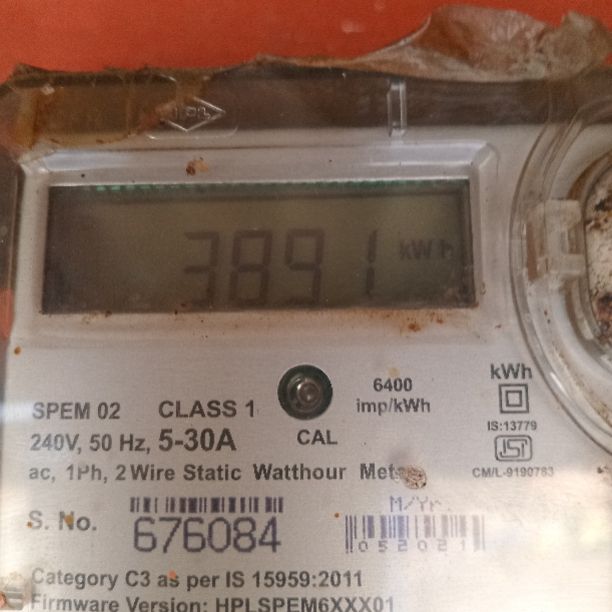 3891 kWh
6400
imp/kWh
kWh
SPEM 02 CLASS 1
IS:13779
240V, 50 Hz, 5-30A
CAL
ISI
ac, 1Ph, 2 Wire Static Watthour Meter
CM/L-9190783
S. No.
676084
M/Yr.
052021
Category C3 as per IS 15959:2011
Firmware Version: HPLSPEM6XXX01